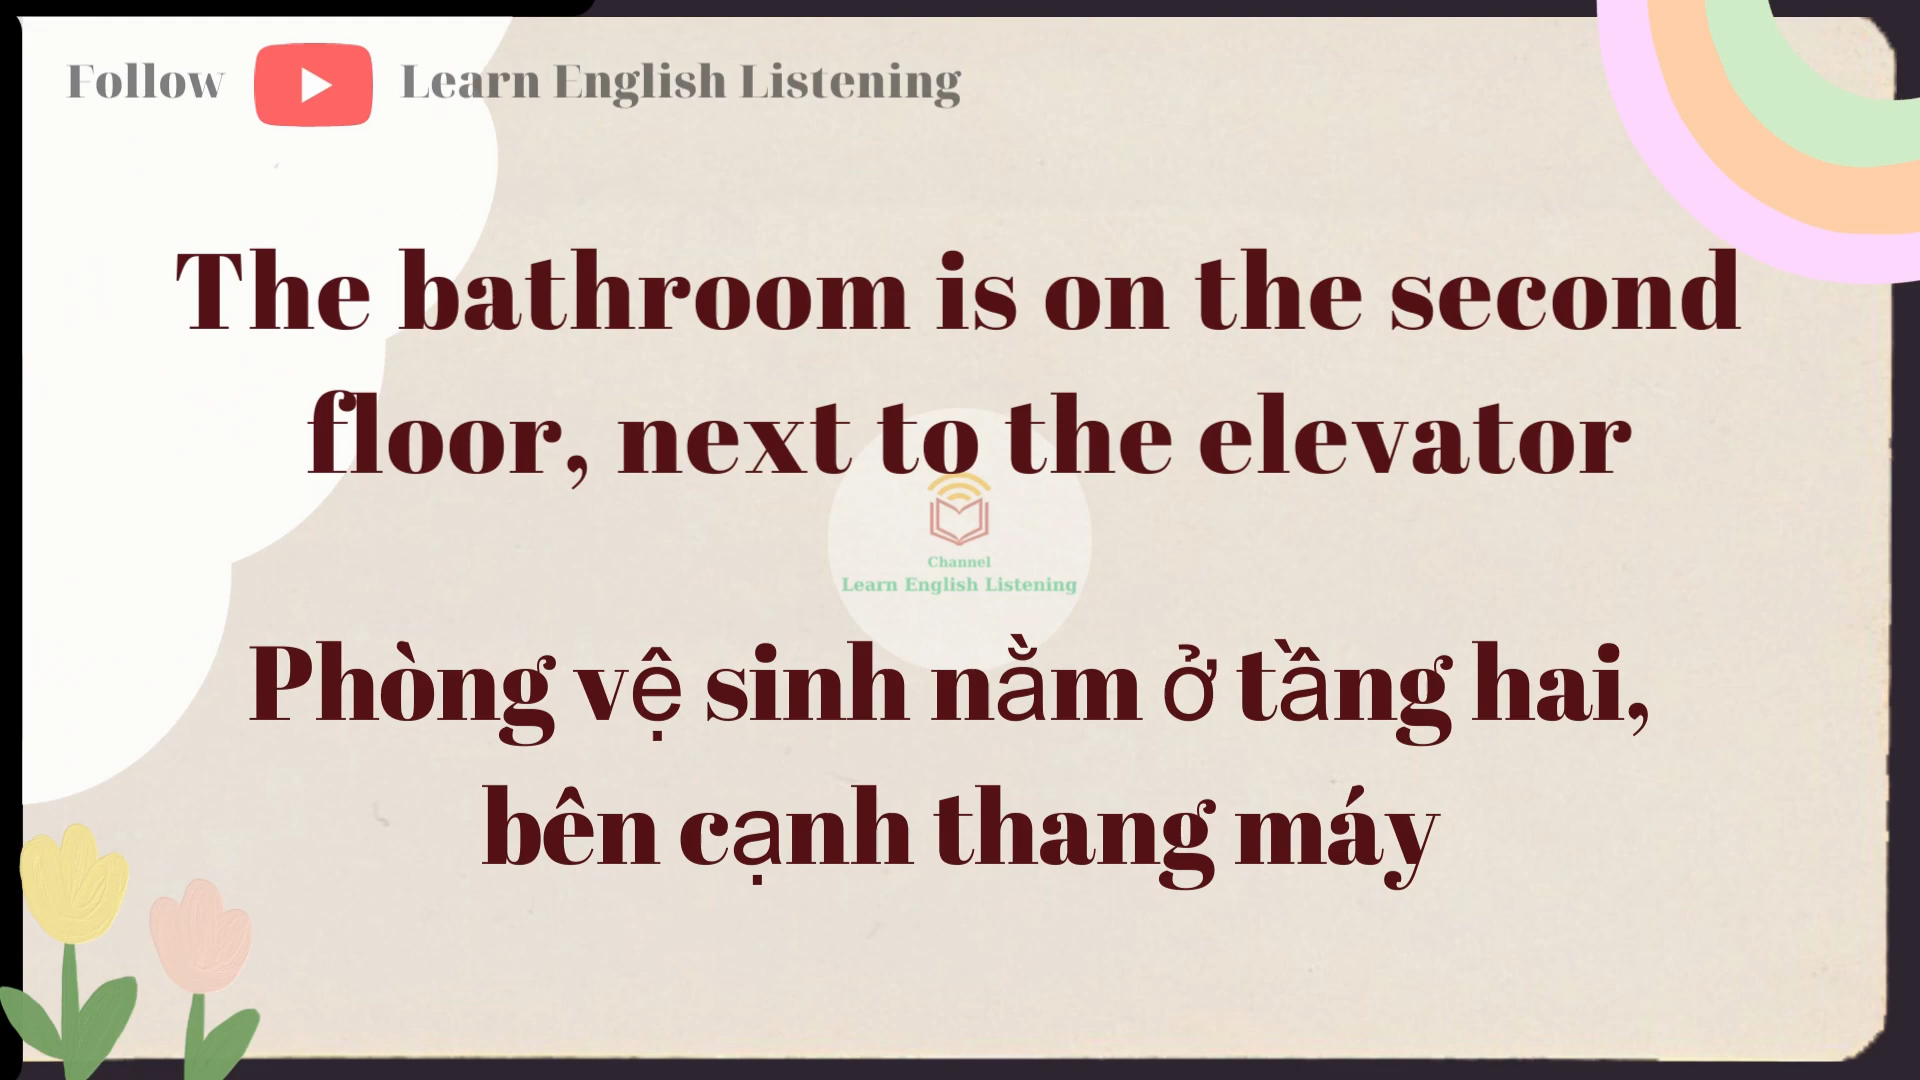 Follow Learn English Listening
The bathroom is on the second
floor, next to the elevator
Channel
Learn English Listening
Phòng vệ sinh nằm ở tầng hai,
bên cạnh thang máy